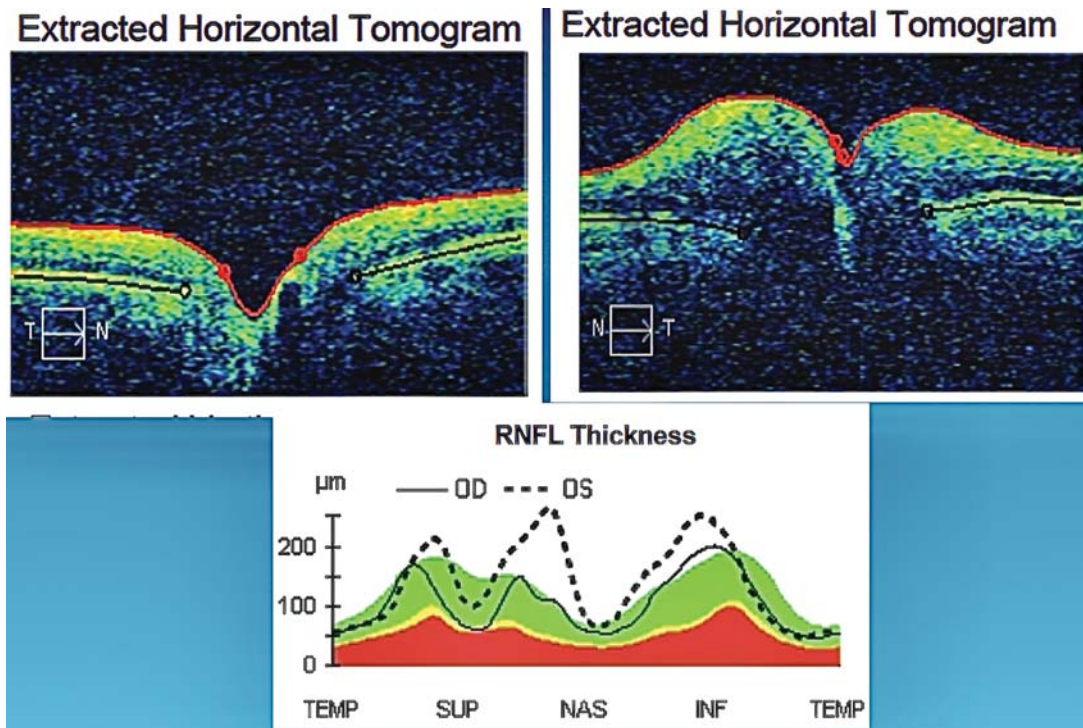 Extracted Horizontal Tomogram
Extracted Horizontal Tomogram
T N
N T
RNFL Thickness
µm
OD OS
200
100
0
TEMP SUP NAS INF TEMP